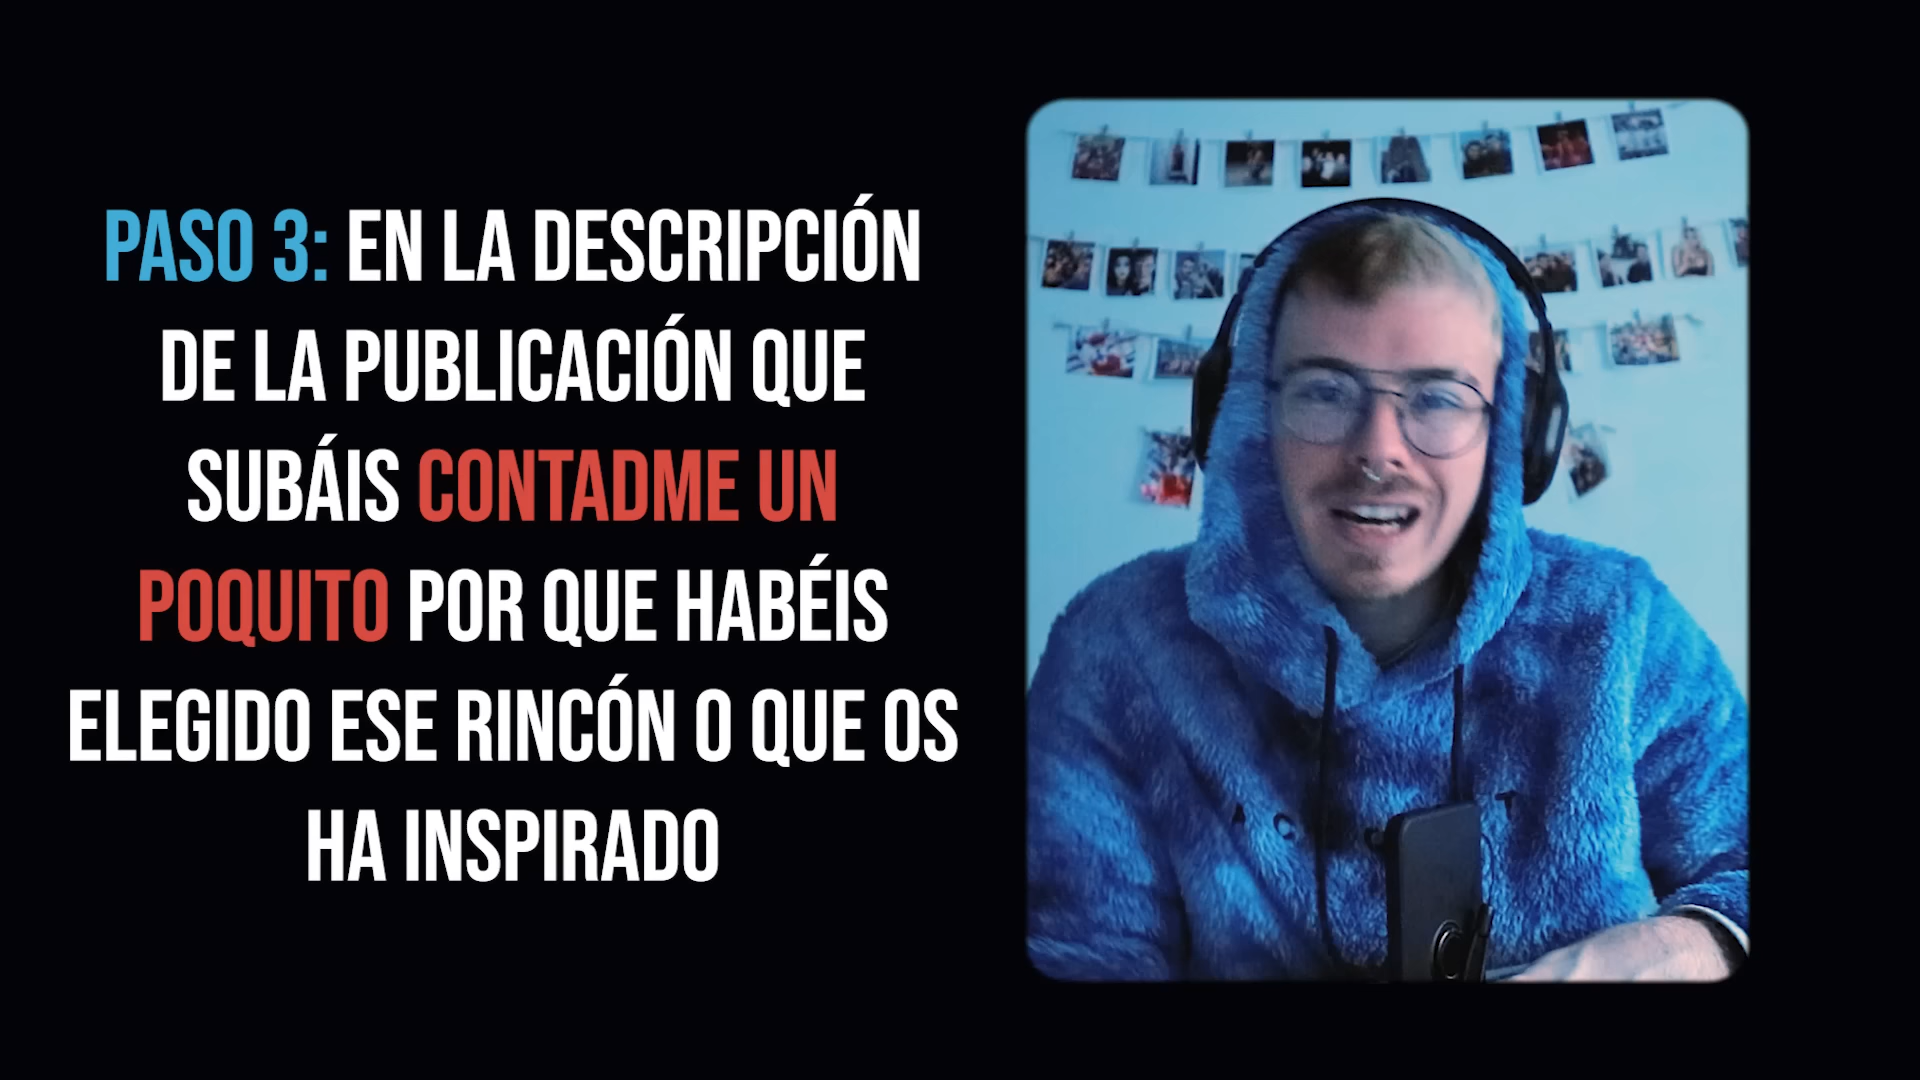 PASO 3: EN LA DESCRIPCIÓN
DE LA PUBLICACIÓN QUE
SUBÁIS CONTADME UN
POQUITO POR QUE HABÉIS
ELEGIDO ESE RINCÓN O QUE OS
HA INSPIRADO